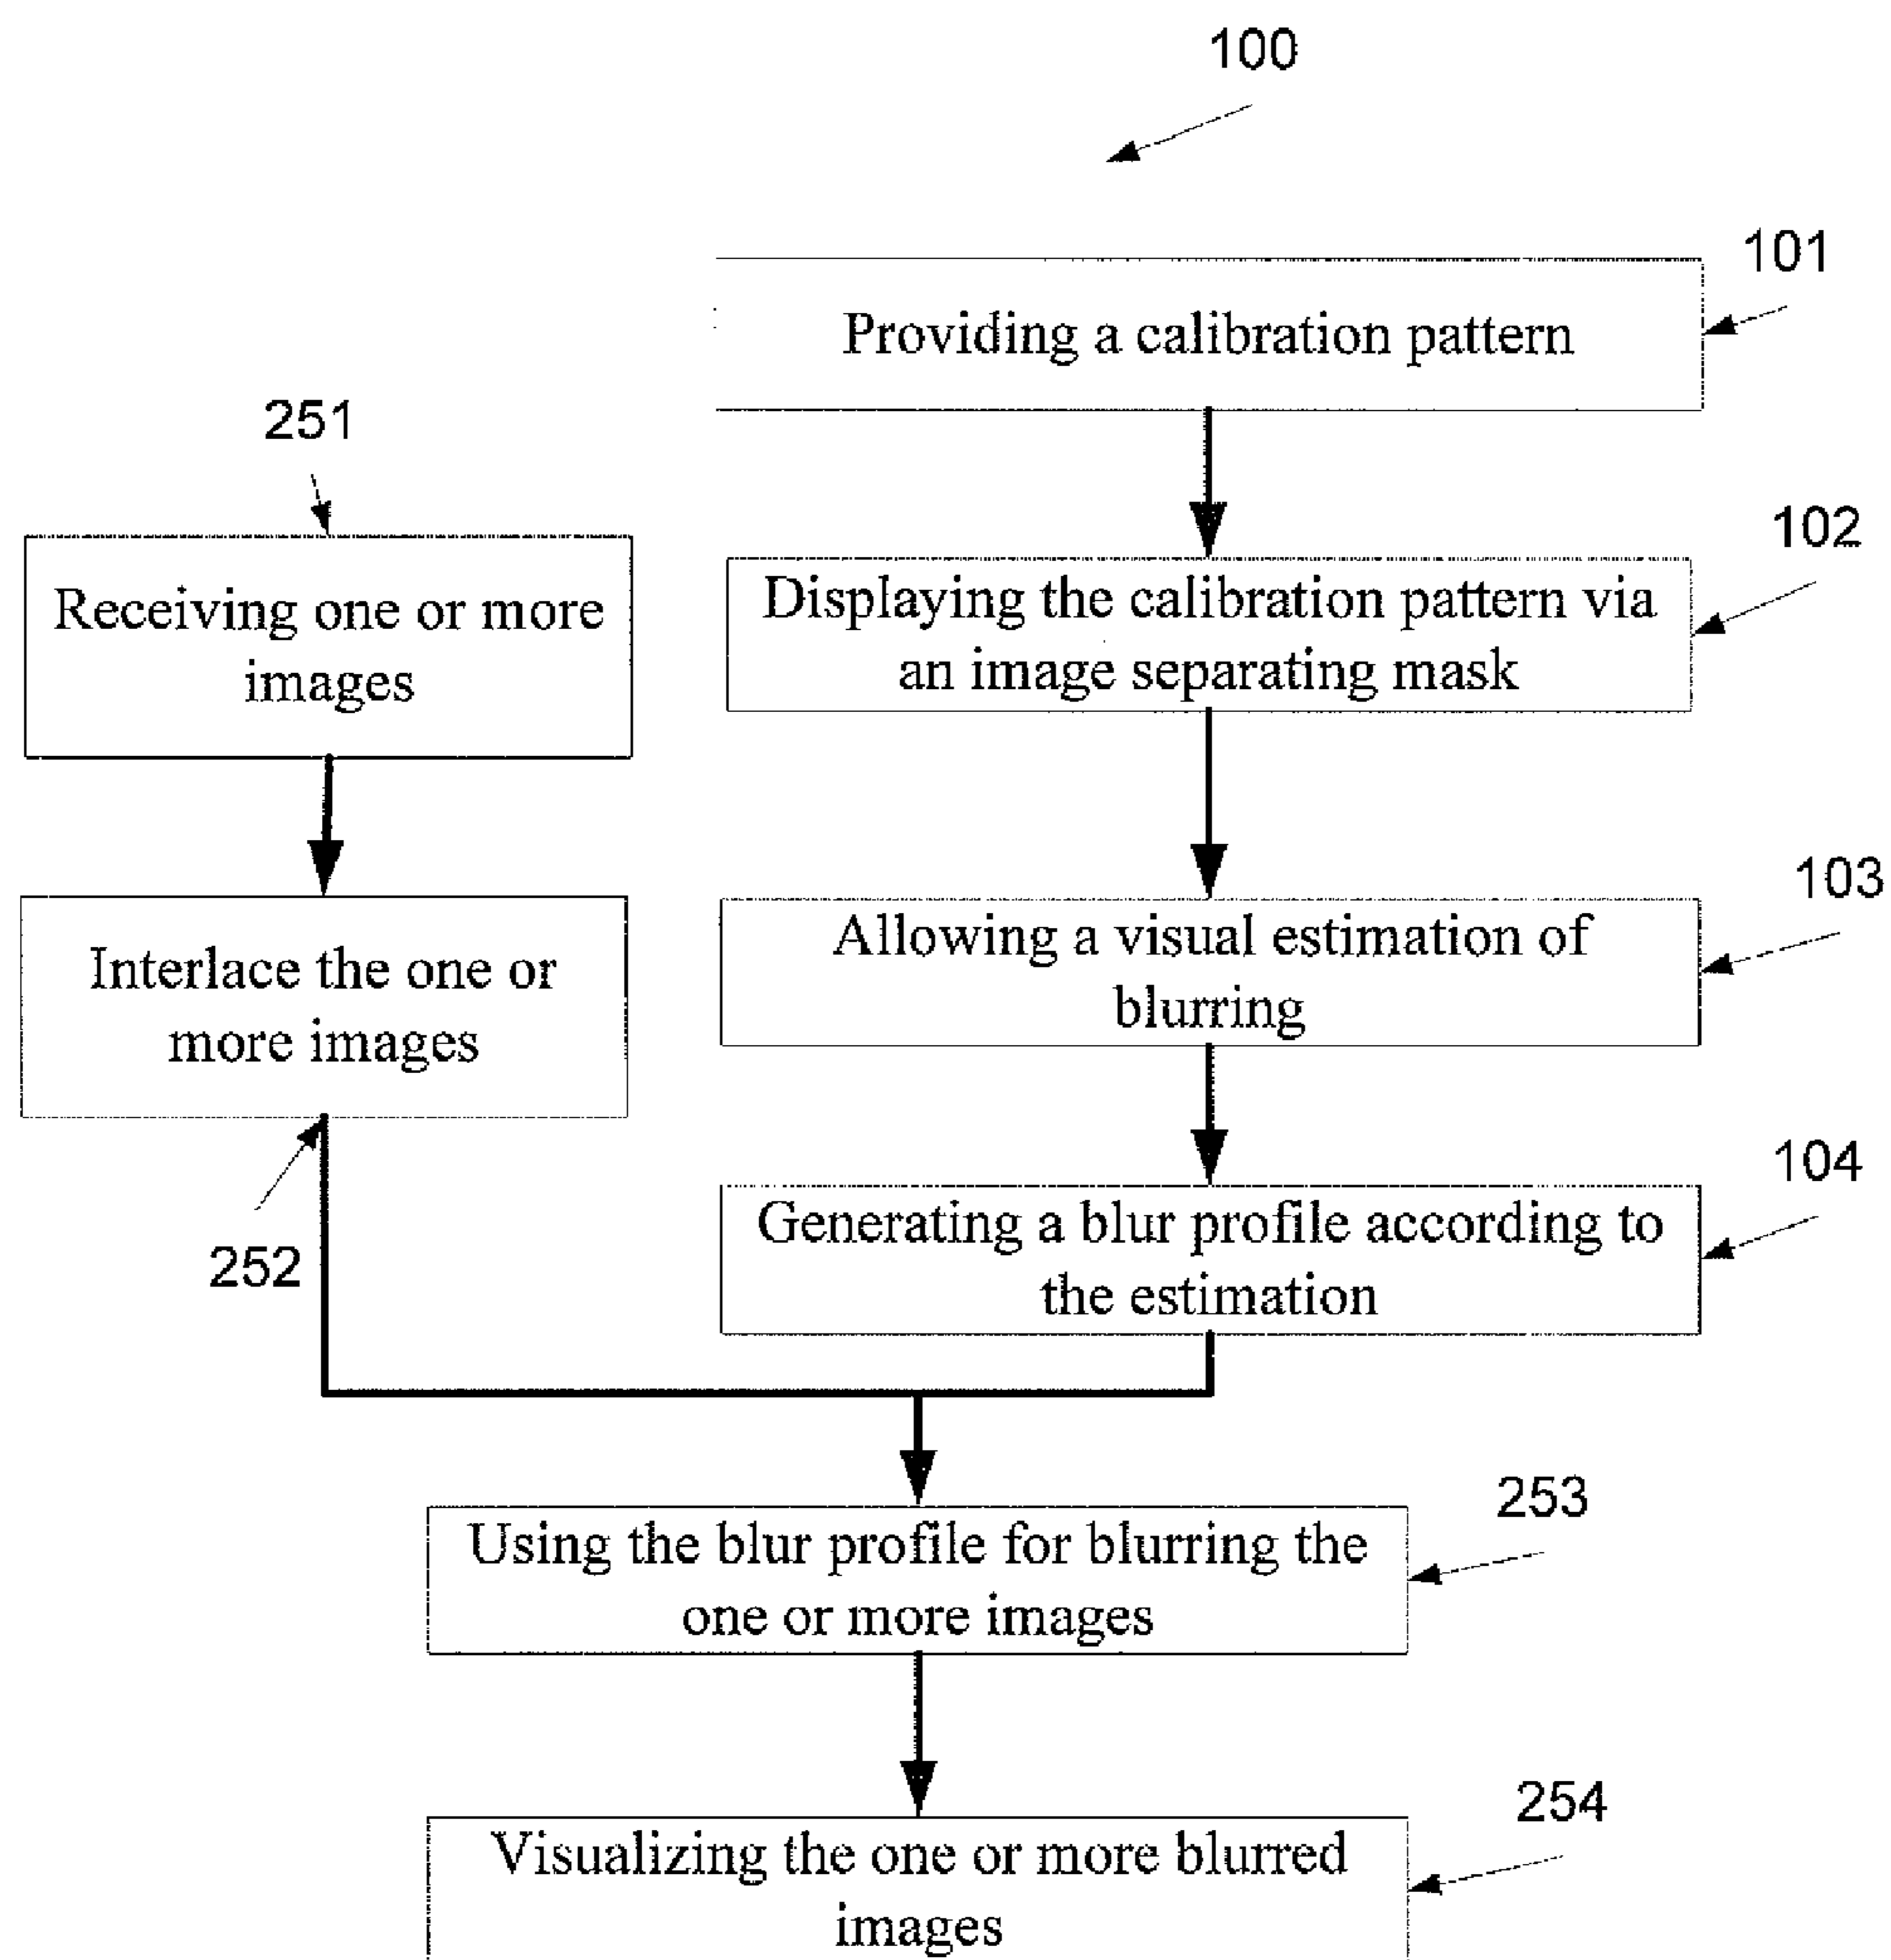 100
101
Providing a calibration pattern
251
102
Receiving one or more
images
Displaying the calibration pattern via
an image separating mask
103
Interlace the one or
more images
Allowing a visual estimation of
blurring
104
252
Generating a blur profile according to
the estimation
253
Using the blur profile for blurring the
one or more images
254
Visualizing the one or more blurred
images